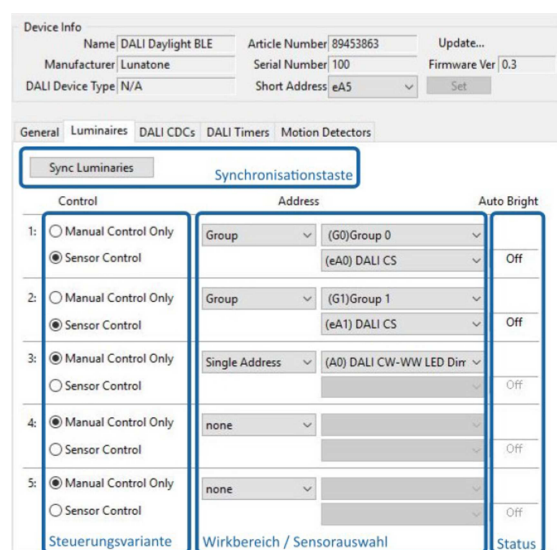 Device Info
Name DALI Daylight BLE Article Number 89453863 Update...
Manufacturer Lunatone Serial Number 100 Firmware Ver 0.3
DALI Device Type N/A Short Address eA5 Set
General Luminaires DALI CDCs DALI Timers Motion Detectors
Sync Luminaries Synchronisationstaste
Control Address Auto Bright
1: Manual Control Only Group (G0)Group 0
Sensor Control (eA0) DALI CS Off
2: Manual Control Only Group (G1)Group 1
Sensor Control (eA1) DALI CS Off
3: Manual Control Only Single Address (A0) DALI CW-WW LED Dim
Sensor Control Off
4: Manual Control Only none
Sensor Control Off
5: Manual Control Only none
Sensor Control Off
Steuerungsvariante Wirkbereich / Sensorauswahl Status